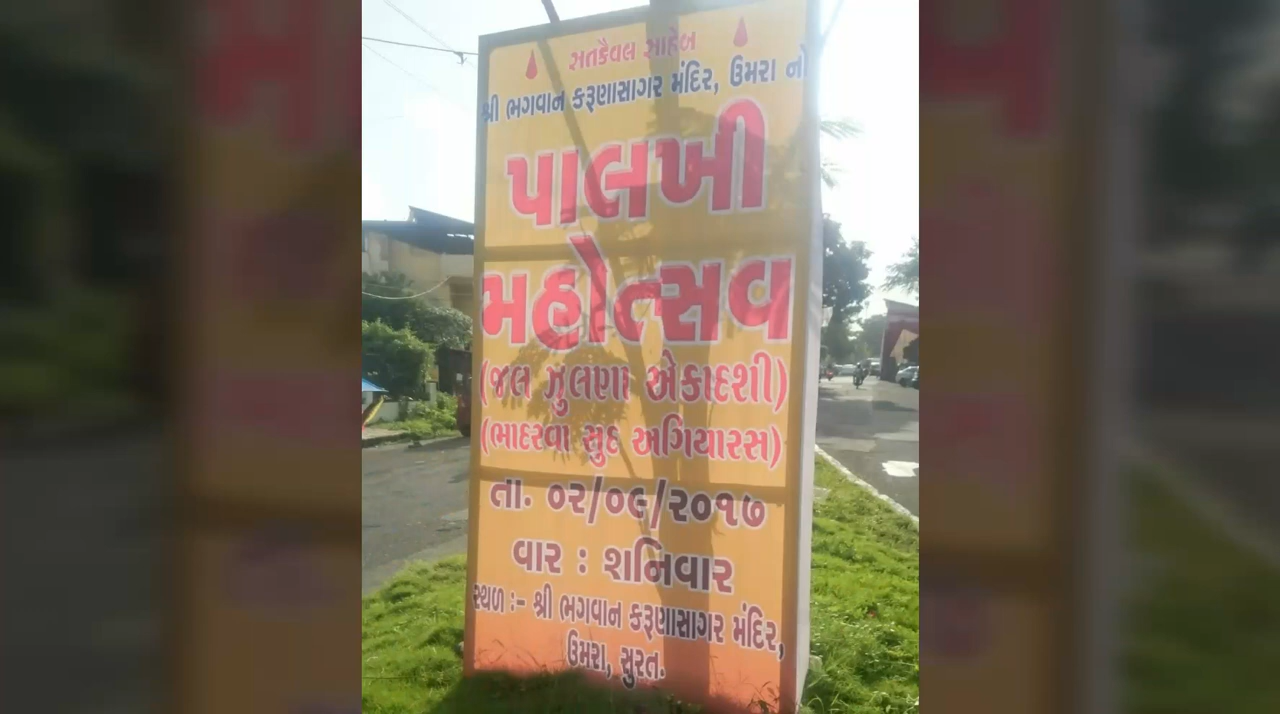 સતકૈવલ સાહેબ
શ્રી ભગવાન કરૂણાસાગર મંદિર, ઉમરા નો
પાલખી
મહોત્સવ
(જલ ઝુલણા એકાદશી)
(ભાદરવા સુદ અગિયારસ)
તા. ૦૨/૦૯/૨૦૧૭
વાર : શનિવાર
સ્થળ :- શ્રી ભગવાન કરૂણાસાગર મંદિર,
ઉમરા, સુરત.